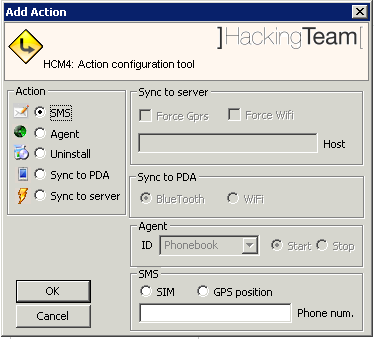 Add Action
]HackingTeam[
HCM4: Action configuration tool
Action
SMS
Agent
Uninstall
Sync to PDA
Sync to server
Sync to server
Force Gprs
Force Wifi
Host
Sync to PDA
BlueTooth
WiFi
Agent
ID
Phonebook
Start
Stop
SMS
SIM
GPS position
Phone num.
OK
Cancel